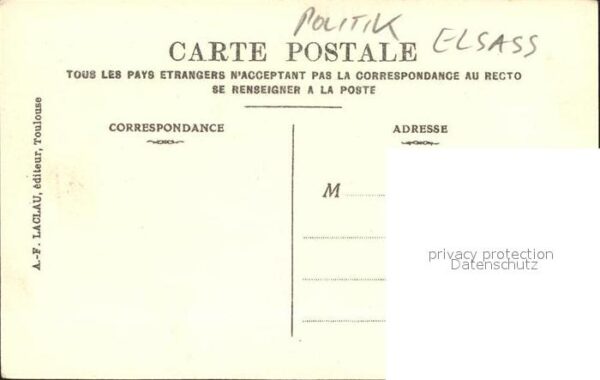 POLITIK
ELSASS
CARTE POSTALE
TOUS LES PAYS ETRANGERS N'ACCEPTANT PAS LA CORRESPONDANCE AU RECTO
SE RENSEIGNER A LA POSTE
CORRESPONDANCE
ADRESSE
A.-F. LACLAU, éditeur, Toulouse
M
privacy protection
Datenschutz